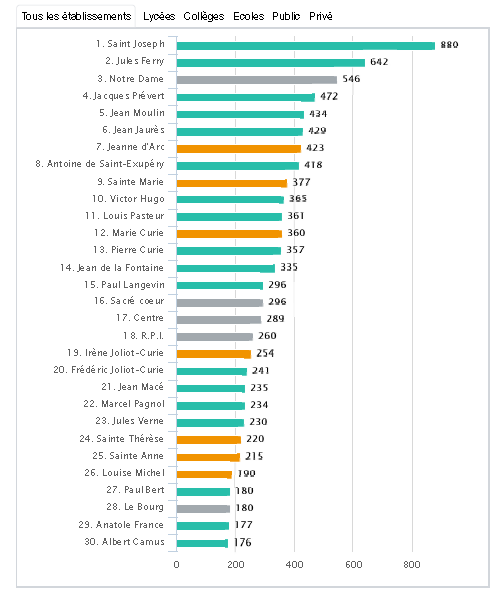 Tous les établissements Lycées Collèges Ecoles Public Privé
1. Saint Joseph 880
2. Jules Ferry 642
3. Notre Dame 546
4. Jacques Prévert 472
5. Jean Moulin 434
6. Jean Jaurès 429
7. Jeanne d'Arc 423
8. Antoine de Saint-Exupéry 418
9. Sainte Marie 377
10. Victor Hugo 365
11. Louis Pasteur 361
12. Marie Curie 360
13. Pierre Curie 357
14. Jean de la Fontaine 335
15. Paul Langevin 296
16. Sacré coeur 296
17. Centre 289
18. R.P.I. 260
19. Irène Joliot-Curie 254
20. Frédéric Joliot-Curie 241
21. Jean Macé 235
22. Marcel Pagnol 234
23. Jules Verne 230
24. Sainte Thérèse 220
25. Sainte Anne 215
26. Louise Michel 190
27. Paul Bert 180
28. Le Bourg 180
29. Anatole France 177
30. Albert Camus 176
0 200 400 600 800